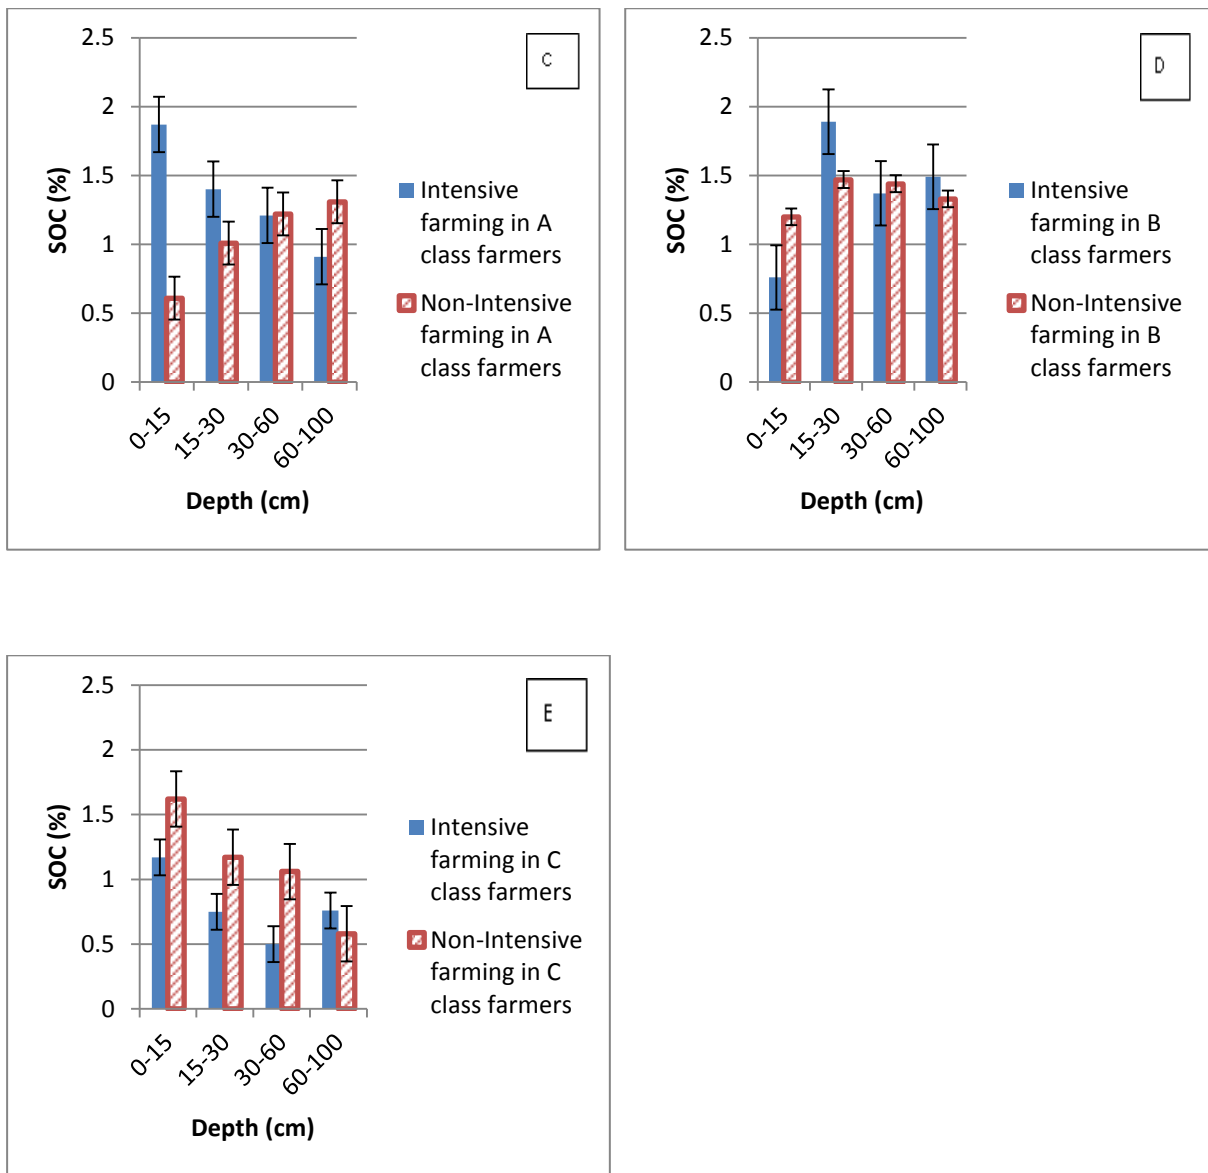 C
2.5
2
1.5
1
0.5
0
SOC (%)
0-15
15-30
30-60
60-100
Depth (cm)
Intensive
farming in A
class farmers
Non-Intensive
farming in A
class farmers
D
2.5
2
1.5
1
0.5
0
SOC (%)
0-15
15-30
30-60
60-100
Depth (cm)
Intensive
farming in B
class farmers
Non-Intensive
farming in B
class farmers
E
2.5
2
1.5
1
0.5
0
SOC (%)
0-15
15-30
30-60
60-100
Depth (cm)
Intensive
farming in C
class farmers
Non-Intensive
farming in C
class farmers